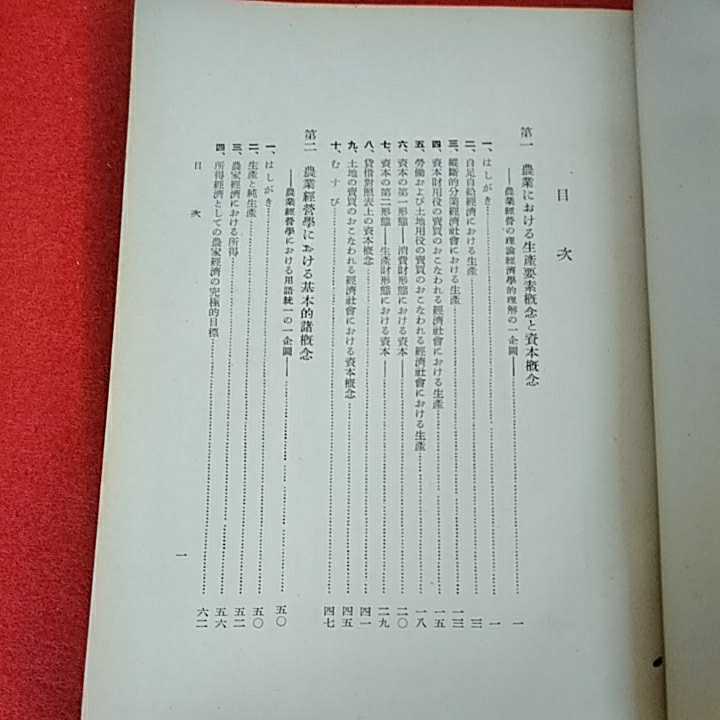 目次
第一 農業における生產要素概念と資本概念
——農業經營の理論經濟學的理解の一企圖——……一
一、はしがき……一
二、自足自給經濟における生產……三
三、縱斷的分業經濟社會における生產……一三
四、資本財用役の賣買のおこなわれる經濟社會における生產……一五
五、勞働および土地用役の賣買のおこなわれる經濟社會における生產……一八
六、資本の第一形態——消費財形態における資本……二〇
七、資本の第二形態——生產財形態における資本……二九
八、貸借對照表上の資本概念……四一
九、土地の賣買のおこなわれる經濟社會における資本概念……四五
十、むすび……四七
第二 農業經營學における基本的諸概念
——農業經營學における用語統一の一企圖——……五〇
一、はしがき……五〇
二、生產と純生產……五〇
三、農家經濟における所得……五二
四、所得經濟としての農家經濟の究極的目標……五六
六二
目次
一